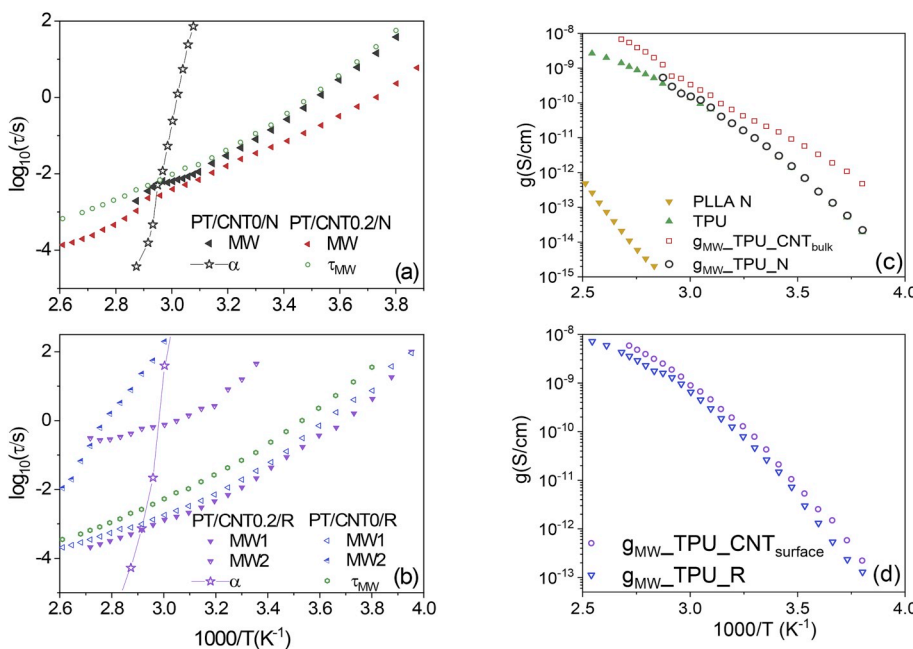 log₁₀(τ/s)
2
0
-2
-4
2.6 2.8 3.0 3.2 3.4 3.6 3.8
PT/CNT0/N PT/CNT0.2/N
MW MW
α τMW
(a)
log₁₀(τ/s)
2
0
-2
-4
PT/CNT0.2/R PT/CNT0/R
MW1 MW1
MW2 MW2
α τMW
(b)
2.6 2.8 3.0 3.2 3.4 3.6 3.8 4.0
1000/T(K⁻¹)
g(S/cm)
10⁻⁸
10⁻⁹
10⁻¹⁰
10⁻¹¹
10⁻¹²
10⁻¹³
10⁻¹⁴
10⁻¹⁵
PLLA N
TPU
gMW_TPU_CNTbulk
gMW_TPU_N
(c)
2.5 3.0 3.5 4.0
g(S/cm)
10⁻⁸
10⁻⁹
10⁻¹⁰
10⁻¹¹
10⁻¹²
10⁻¹³
gMW_TPU_CNTsurface
gMW_TPU_R
(d)
2.5 3.0 3.5 4.0
1000/T (K⁻¹)